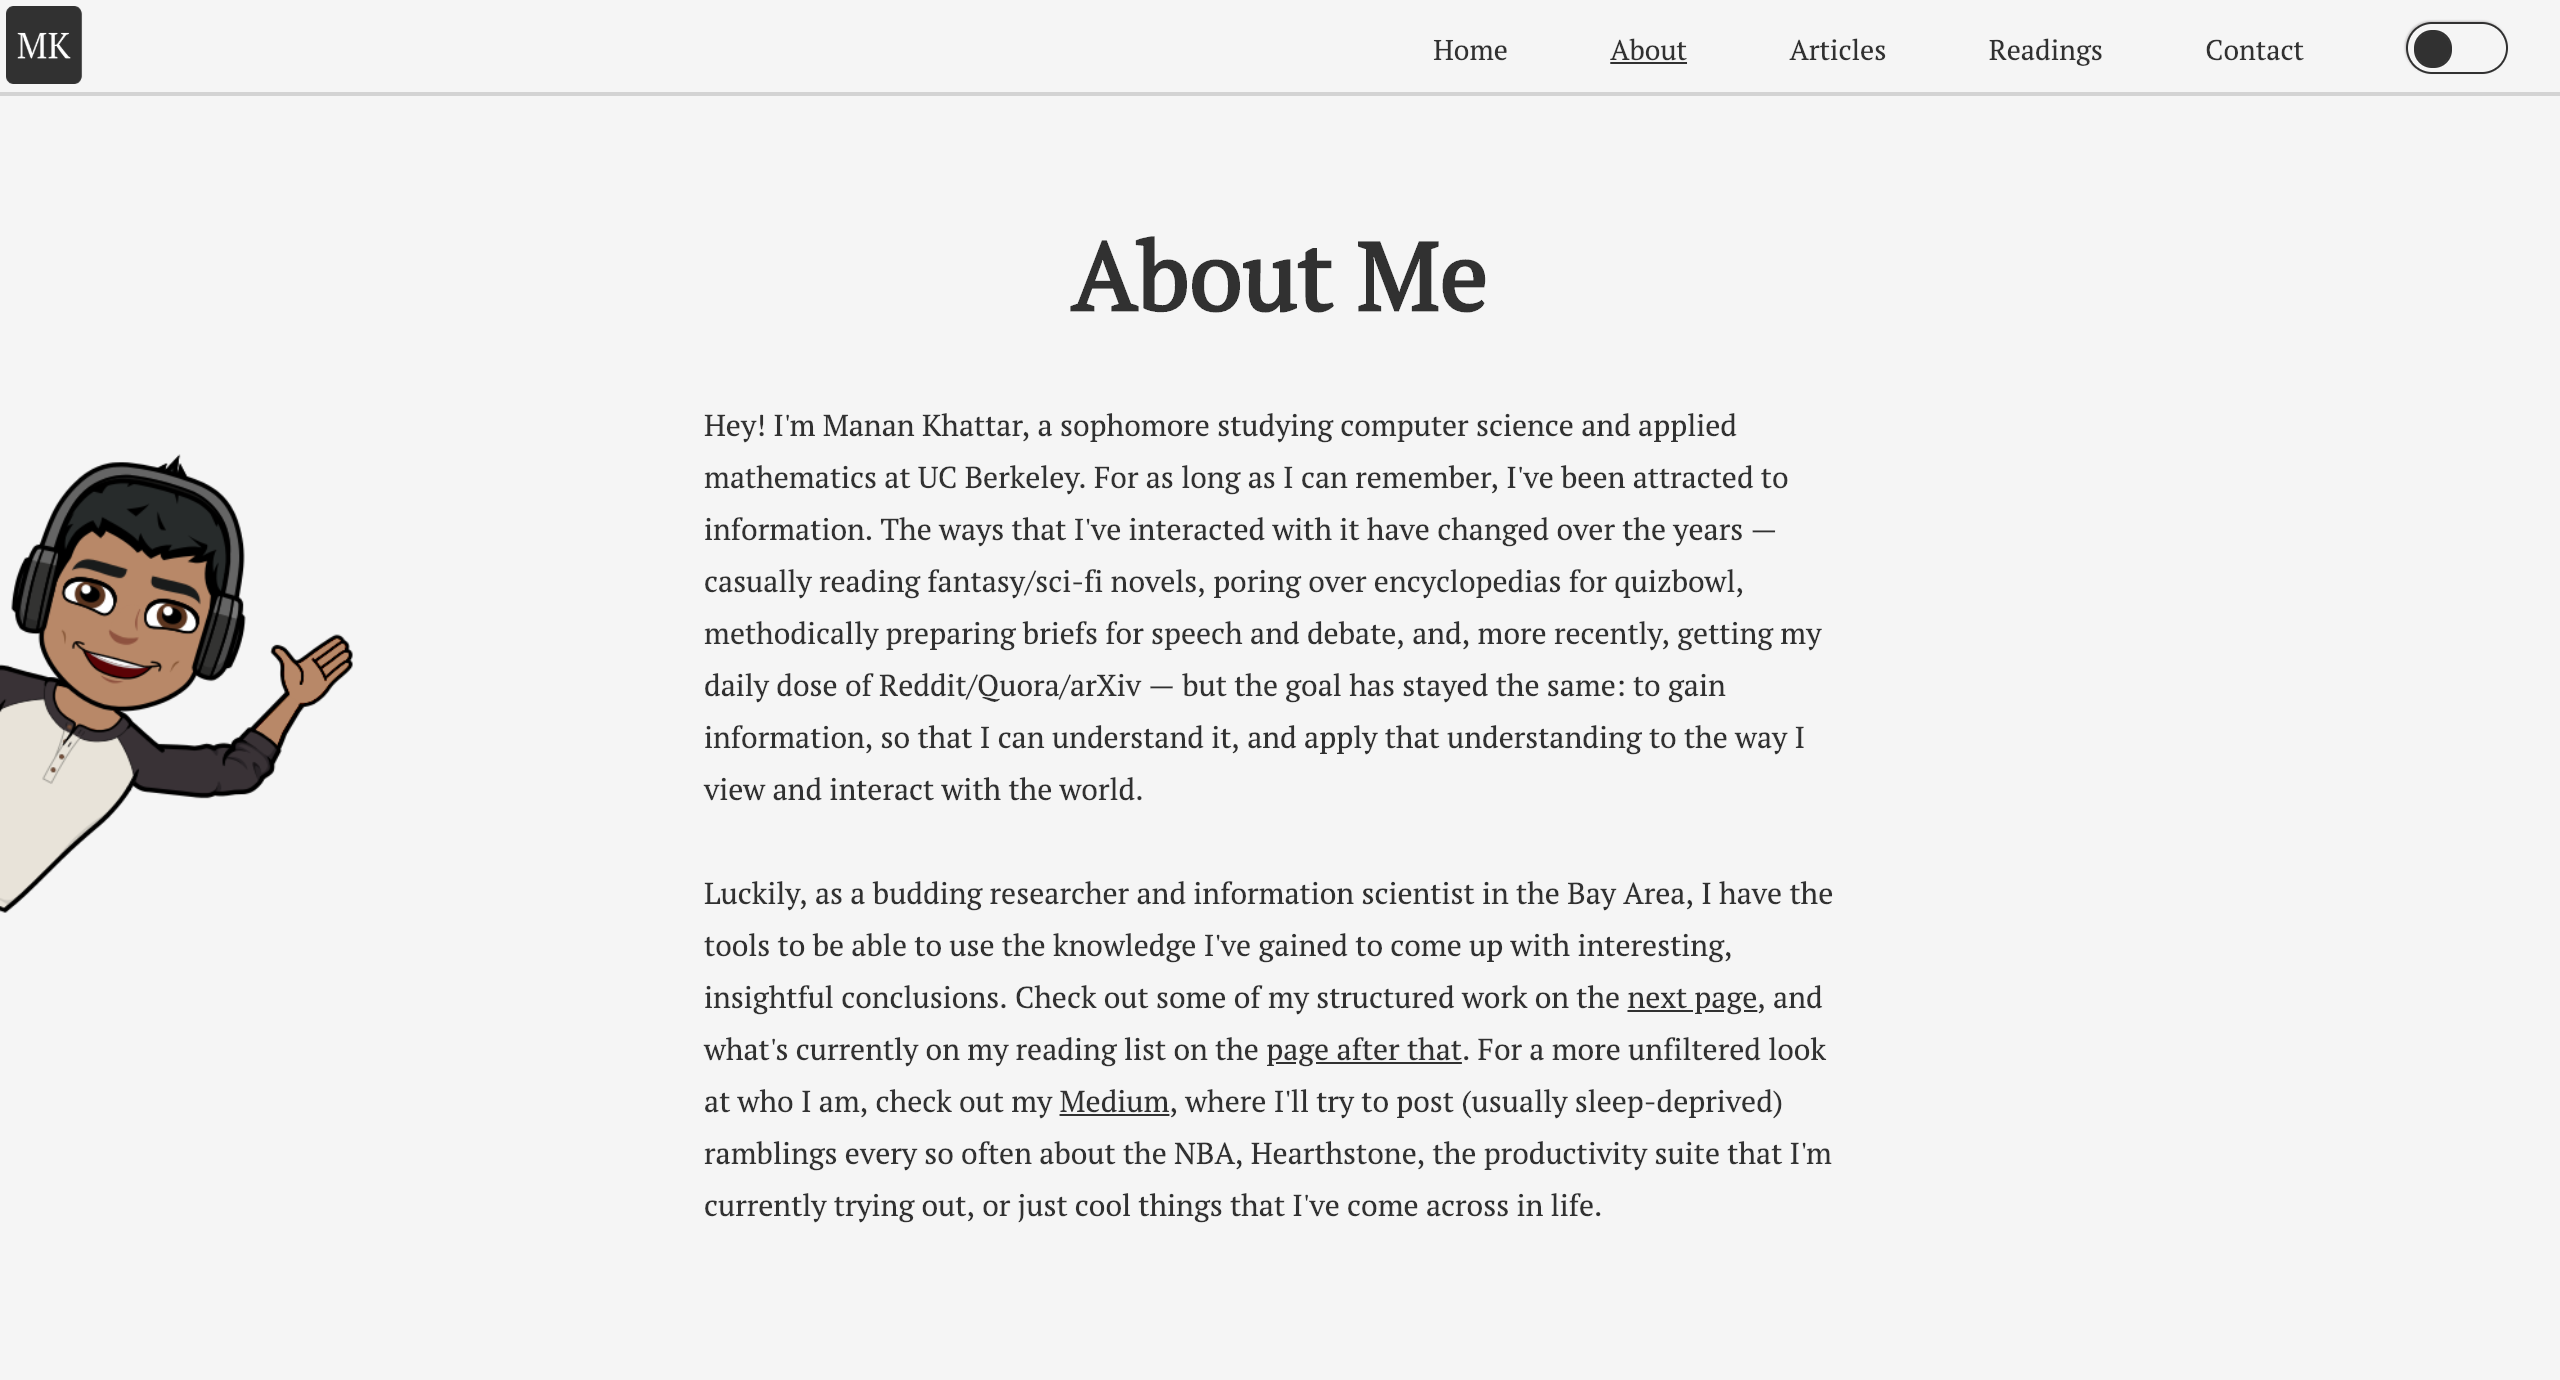 MK
Home About Articles Readings Contact
About Me
Hey! I'm Manan Khattar, a sophomore studying computer science and applied
mathematics at UC Berkeley. For as long as I can remember, I've been attracted to
information. The ways that I've interacted with it have changed over the years —
casually reading fantasy/sci-fi novels, poring over encyclopedias for quizbowl,
methodically preparing briefs for speech and debate, and, more recently, getting my
daily dose of Reddit/Quora/arXiv — but the goal has stayed the same: to gain
information, so that I can understand it, and apply that understanding to the way I
view and interact with the world.
Luckily, as a budding researcher and information scientist in the Bay Area, I have the
tools to be able to use the knowledge I've gained to come up with interesting,
insightful conclusions. Check out some of my structured work on the next page, and
what's currently on my reading list on the page after that. For a more unfiltered look
at who I am, check out my Medium, where I'll try to post (usually sleep-deprived)
ramblings every so often about the NBA, Hearthstone, the productivity suite that I'm
currently trying out, or just cool things that I've come across in life.